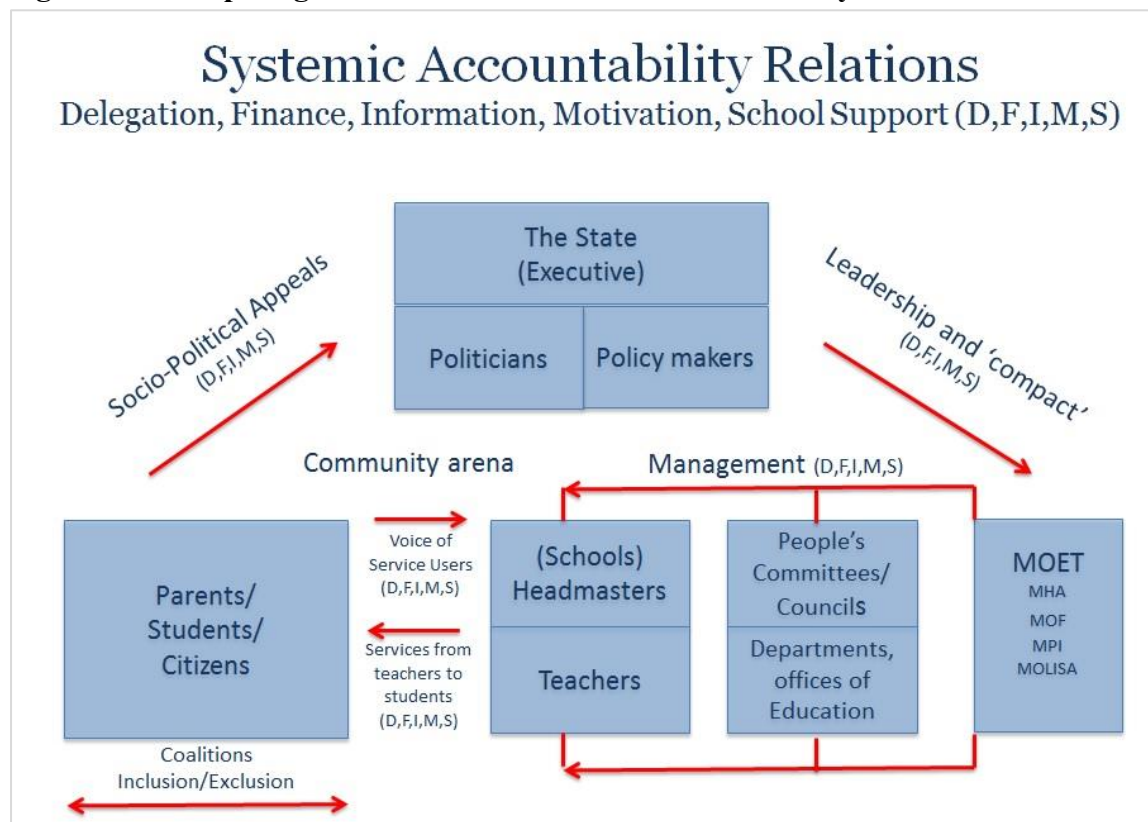 Systemic Accountability Relations
Delegation, Finance, Information, Motivation, School Support (D,F,I,M,S)
The State
(Executive)
Politicians
Policy makers
Socio-Political Appeals
(D,F,I,M,S)
Leadership and ‘compact’
(D,F,I,M,S)
Community arena
Management (D,F,I,M,S)
Parents/
Students/
Citizens
Voice of
Service Users
(D,F,I,M,S)
Services from
teachers to
students
(D,F,I,M,S)
(Schools)
Headmasters
Teachers
People’s
Committees/
Councils
Departments,
offices of
Education
MOET
MHA
MOF
MPI
MOLISA
Coalitions
Inclusion/Exclusion